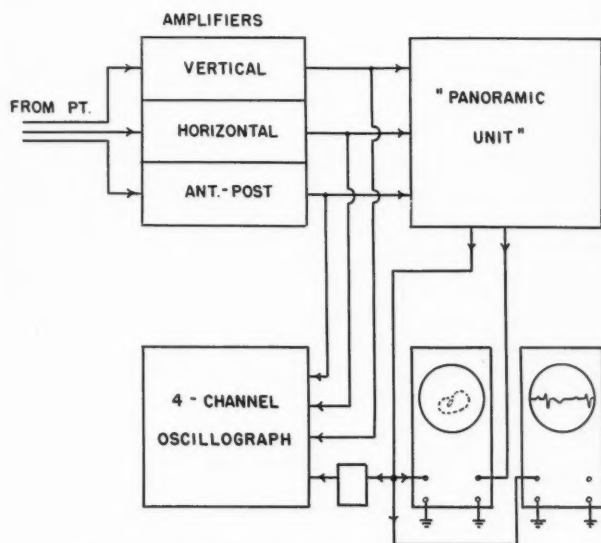 AMPLIFIERS
VERTICAL
HORIZONTAL
ANT.-POST
FROM PT.
"PANORAMIC
UNIT"
4-CHANNEL
OSCILLOGRAPH